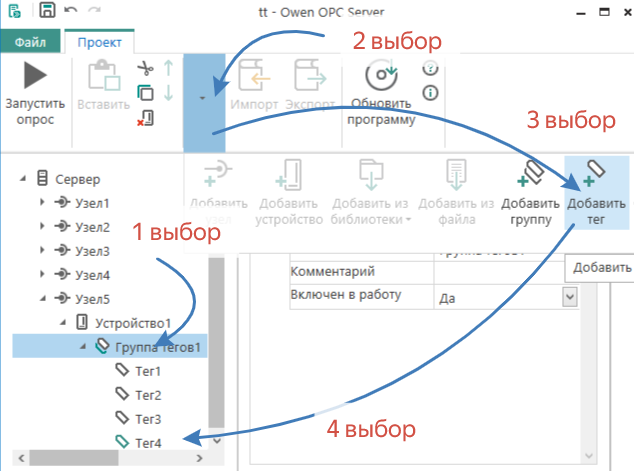 tt - Owen OPC Server
Файл
Проект
2 выбор
Запустить
опрос
Вставить
Импорт
Экспорт
Обновить
программу
3 выбор
Сервер
Узел1
Узел2
Узел3
Узел4
Узел5
Устройство1
Группа тегов1
Тег1
Тег2
Тег3
Тег4
1 выбор
Добавить
узел
Добавить
устройство
Добавить из
библиотеки
Добавить из
файла
Добавить
группу
Добавить
тег
Группа тегов1
Комментарий
Включен в работу
Да
Добавить
4 выбор